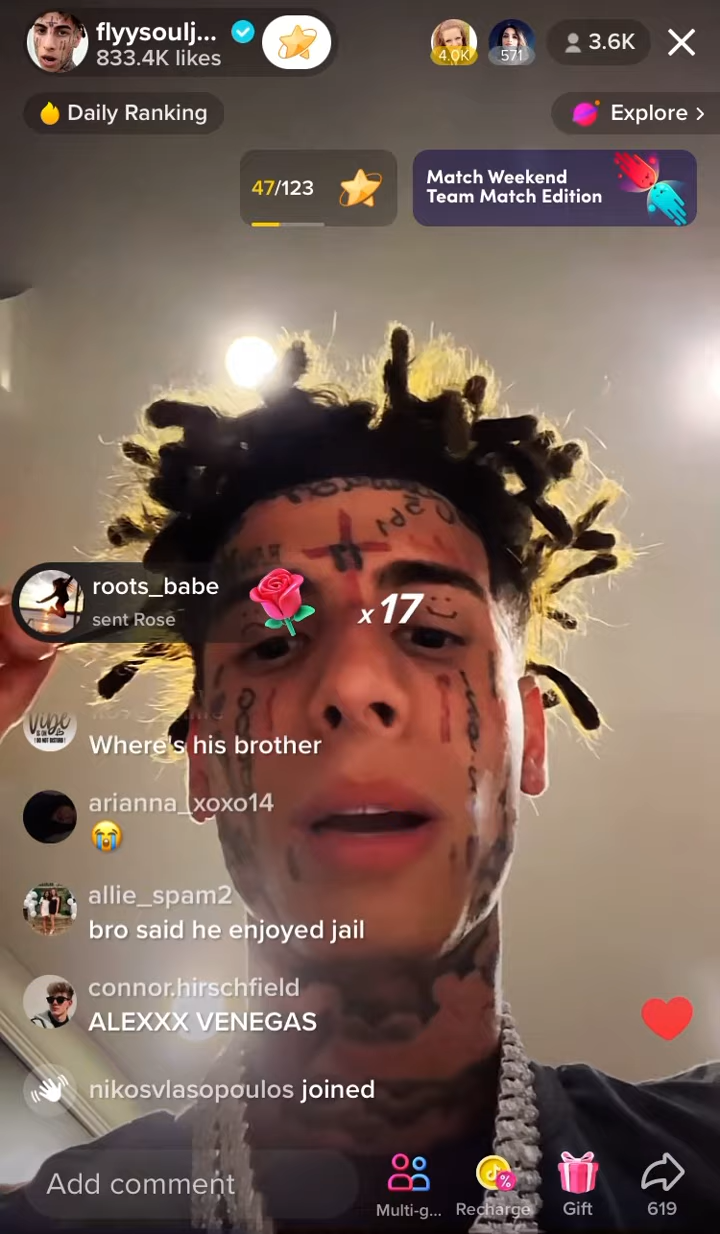 flyysoulj...
833.4K likes
4.0K
571
3.6K
Daily Ranking
Explore >
47/123
Match Weekend
Team Match Edition
561
roots_babe
sent Rose
x17
Vibe
Where's his brother
arianna_xoxo14
😭
allie_spam2
bro said he enjoyed jail
connor.hirschfield
ALEXXX VENEGAS
nikosvlasopoulos joined
Add comment
Multi-g...
Recharge
Gift
619